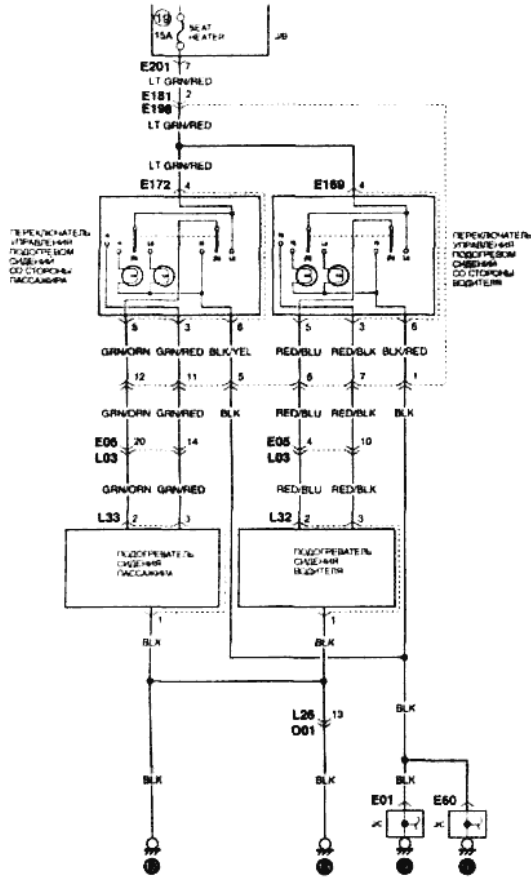 19
15A
SEAT
HEATER
J/B
E201 7
LT GRN/RED
E181 2
E196
LT GRN/RED
LT GRN/RED
E172 4
E169 4
ПЕРЕКЛЮЧАТЕЛЬ
УПРАВЛЕНИЯ
ПОДОГРЕВОМ
СИДЕНИЙ
СО СТОРОНЫ
ПАССАЖИРА
ПЕРЕКЛЮЧАТЕЛЬ
УПРАВЛЕНИЯ
ПОДОГРЕВОМ
СИДЕНИЙ
СО СТОРОНЫ
ВОДИТЕЛЯ
5 3 6 5 3 6
GRN/ORN GRN/RED BLK/YEL RED/BLU RED/BLK BLK/RED
12 11 5 6 7 1
GRN/ORN GRN/RED BLK RED/BLU RED/BLK BLK
E05 20 14 E05 4 10
L03 L03
GRN/ORN GRN/RED RED/BLU RED/BLK
L33 2 3 L32 2 3
ПОДОГРЕВАТЕЛЬ
СИДЕНИЯ
ПАССАЖИРА
ПОДОГРЕВАТЕЛЬ
СИДЕНИЯ
ВОДИТЕЛЯ
1 1
BLK BLK
BLK
L26 13
O01
BLK BLK BLK
E01 E60
J/C J/C